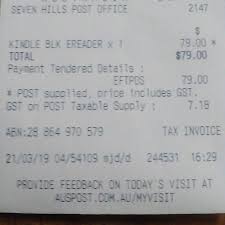 SEVEN HILLS POST OFFICE 2147
$
KINDLE BLK EREADER x 1 79.00 *
TOTAL $79.00
Payment Tendered Details :
EFTPOS 79.00
* POST supplied, price includes GST.
GST on POST Taxable Supply : 7.18
ABN:28 864 970 579 TAX INVOICE
21/03/19 04/54109 mjd/d 244531 16:29
PROVIDE FEEDBACK ON TODAY'S VISIT AT
AUSPOST.COM.AU/MYVISIT